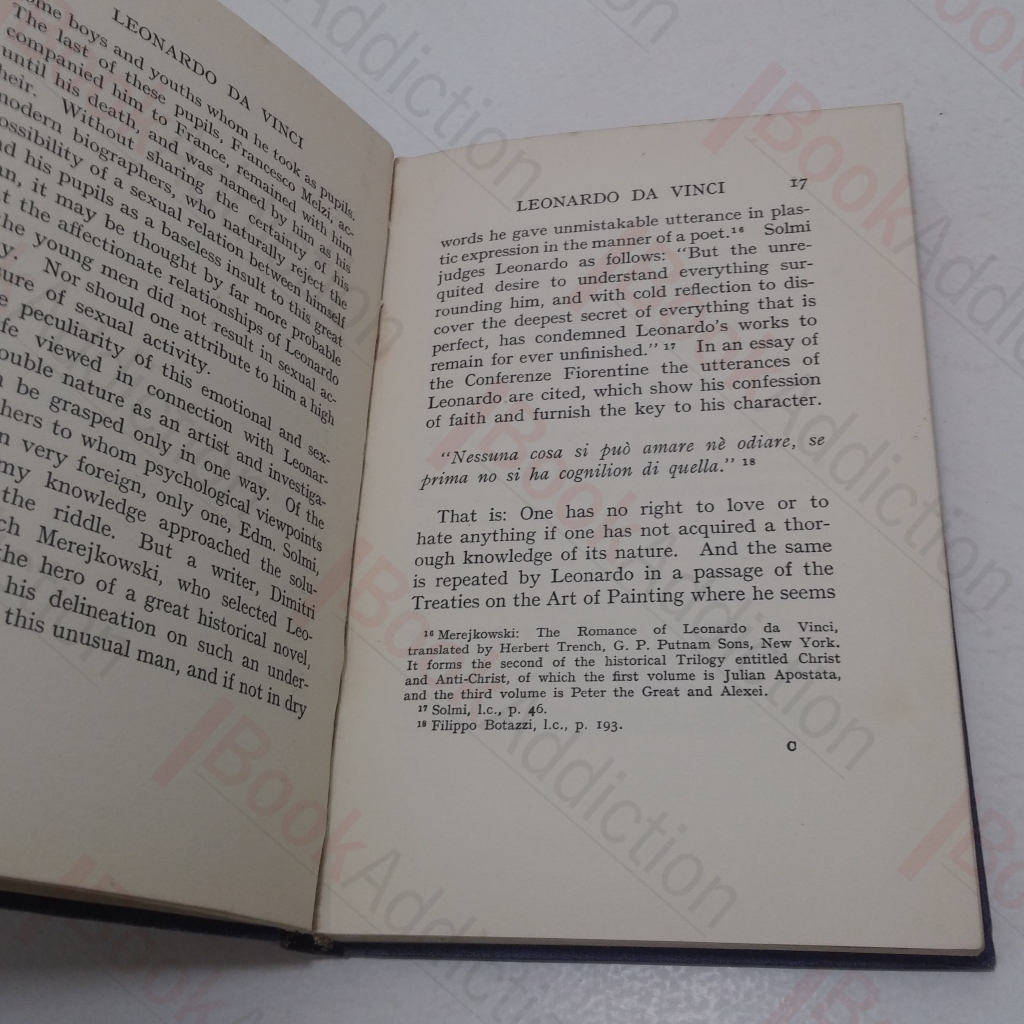 LEONARDO DA VINCI
me boys and youths whom he took as pupils.
The last of these pupils, Francesco Melzi, ac-
companied him to France, remained with him
until his death, and was named by him as his
heir. Without sharing the certainty of his
modern biographers, who naturally reject the
possibility of a sexual relation between himself
d his pupils as a baseless insult to this great
an, it may be thought by far more probable
t the affectionate relationships of Leonardo
the young men did not result in sexual ac-
y. Nor should one attribute to him a high
sure of sexual activity.
e peculiarity of this emotional and sex-
fe viewed in connection with Leonar-
ouble nature as an artist and investiga-
n be grasped only in one way. Of the
hers to whom psychological viewpoints
n very foreign, only one, Edm. Solmi,
my knowledge approached the solu-
the riddle. But a writer, Dimitri
ch Merejkowski, who selected Leo-
the hero of a great historical novel,
his delineation on such an under-
this unusual man, and if not in dry
LEONARDO DA VINCI 17
words he gave unmistakable utterance in plas-
tic expression in the manner of a poet.16 Solmi
judges Leonardo as follows: "But the unre-
quited desire to understand everything sur-
rounding him, and with cold reflection to dis-
cover the deepest secret of everything that is
perfect, has condemned Leonardo's works to
remain for ever unfinished." 17 In an essay of
the Conferenze Fiorentine the utterances of
Leonardo are cited, which show his confession
of faith and furnish the key to his character.
"Nessuna cosa si può amare nè odiare, se
prima no si ha cognilion di quella." 18
That is: One has no right to love or to
hate anything if one has not acquired a thor-
ough knowledge of its nature. And the same
is repeated by Leonardo in a passage of the
Treaties on the Art of Painting where he seems
16 Merejkowski: The Romance of Leonardo da Vinci,
translated by Herbert Trench, G. P. Putnam Sons, New York.
It forms the second of the historical Trilogy entitled Christ
and Anti-Christ, of which the first volume is Julian Apostata,
and the third volume is Peter the Great and Alexei.
17 Solmi, l.c., p. 46.
18 Filippo Botazzi, l.c., p. 193.
C
BookAddiction